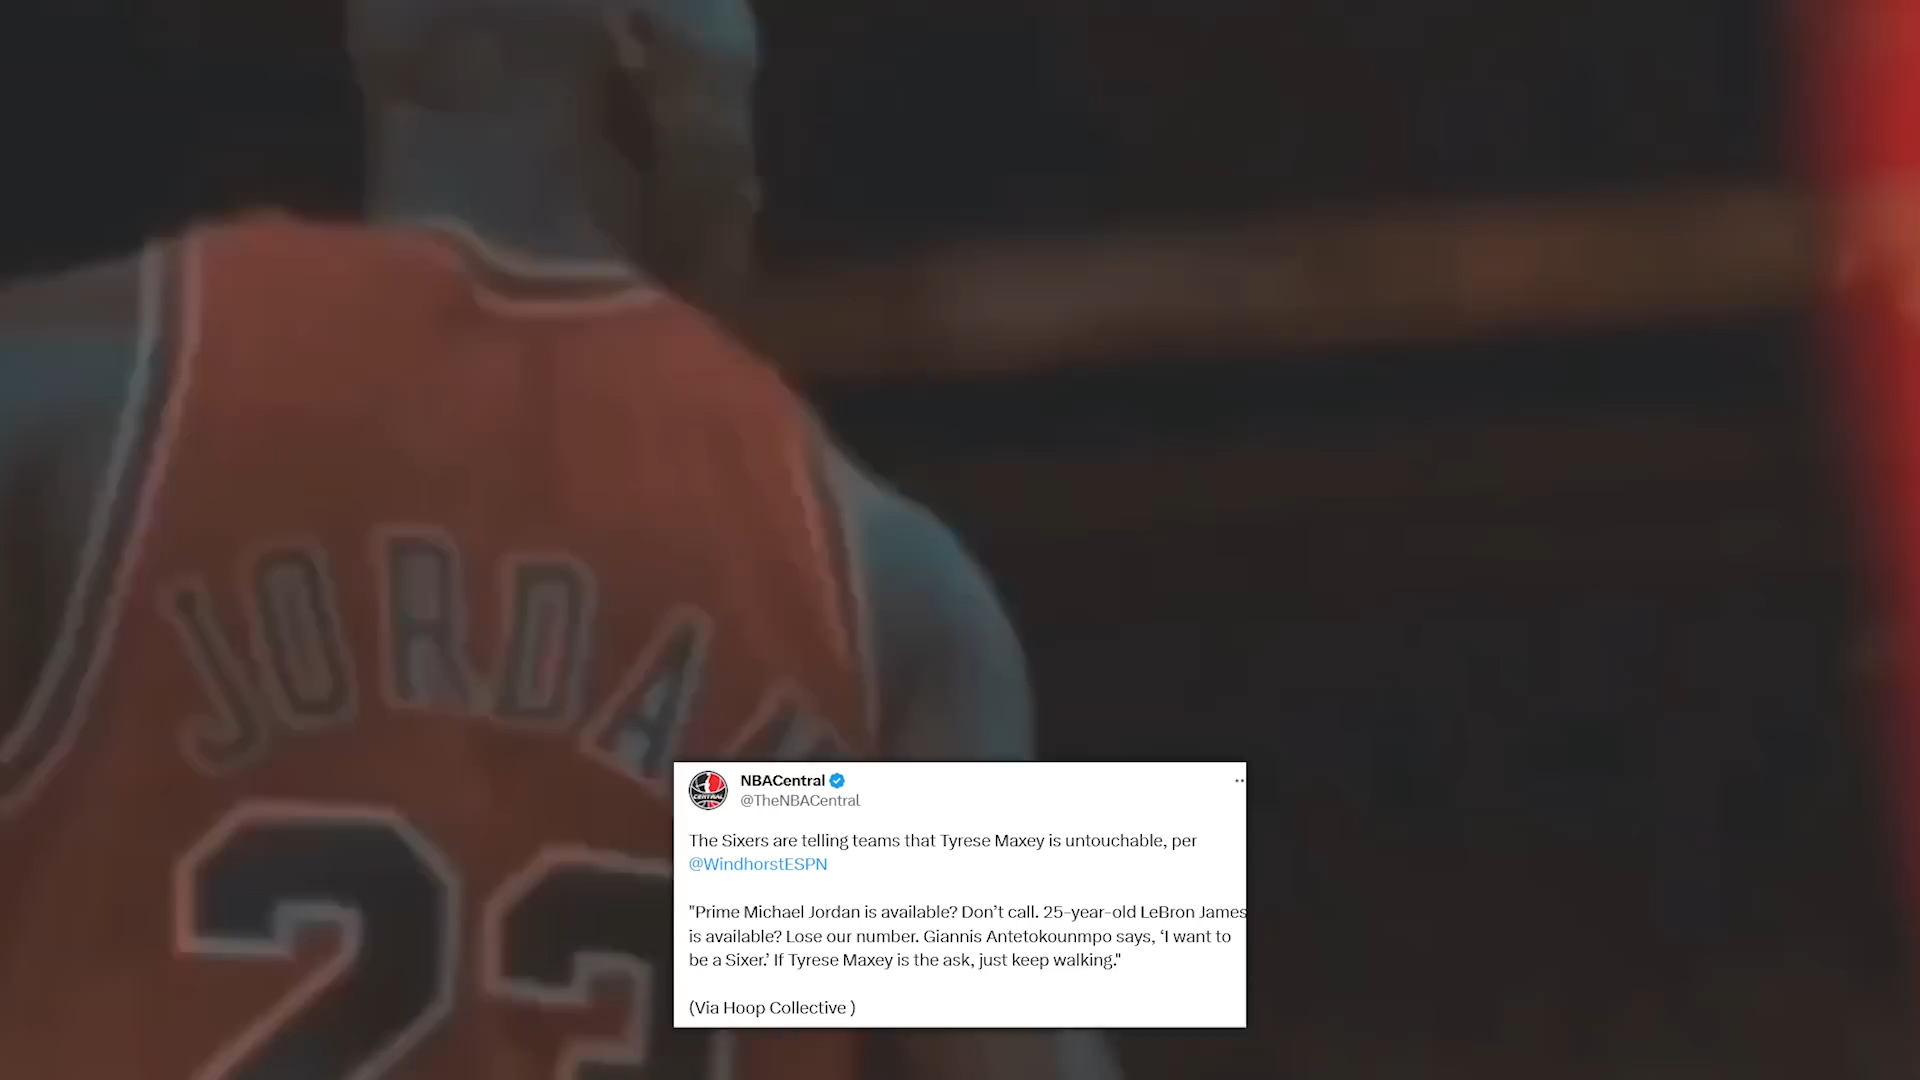 JORDAN
23
NBACentral
@TheNBACentral
CENTRAL
The Sixers are telling teams that Tyrese Maxey is untouchable, per
@WindhorstESPN
"Prime Michael Jordan is available? Don’t call. 25-year-old LeBron James
is available? Lose our number. Giannis Antetokounmpo says, ‘I want to
be a Sixer.’ If Tyrese Maxey is the ask, just keep walking."
(Via Hoop Collective )